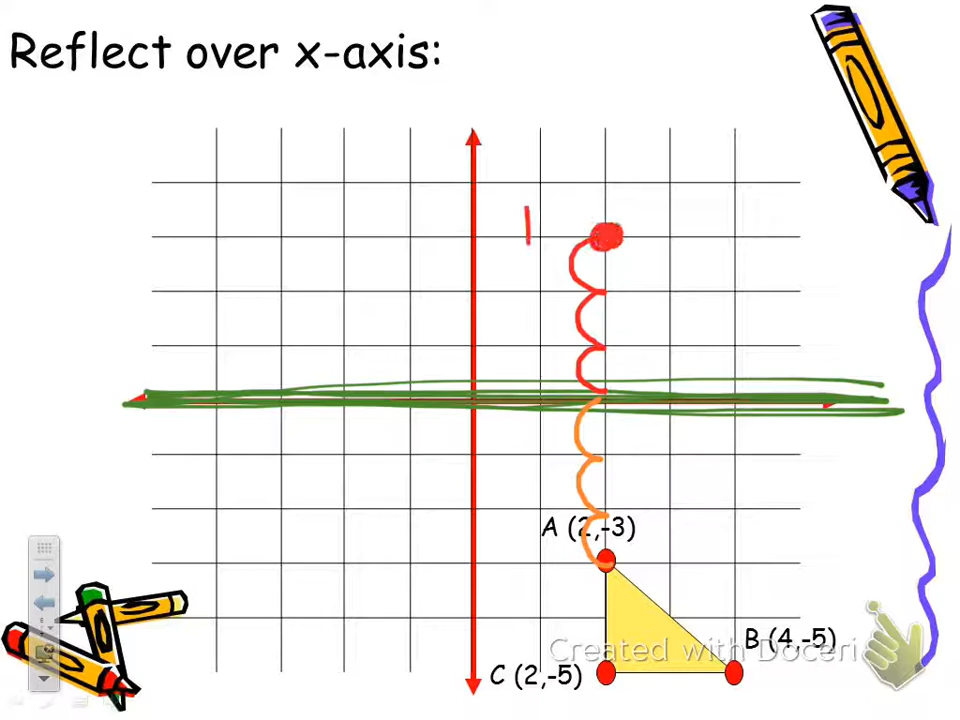 Reflect over x-axis:
A (2,-3)
B (4,-5)
Created with Doceri
C (2,-5)